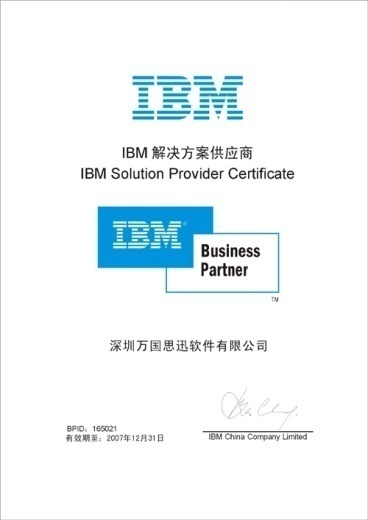 IBM
IBM 解决方案供应商
IBM Solution Provider Certificate
IBM®
Business
Partner
TM
深圳万国思迅软件有限公司
BPID：165021
有效期至：2007年12月31日
IBM China Company Limited